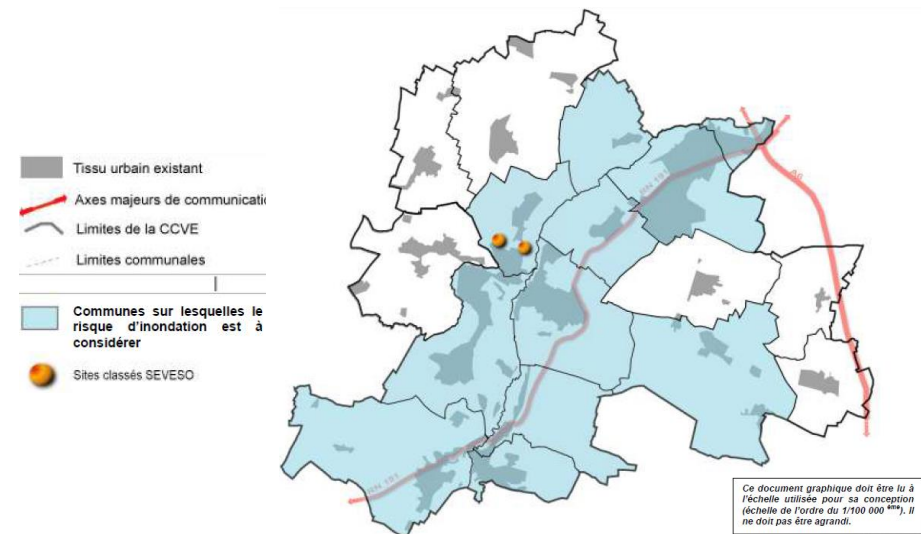 Tissu urbain existant
Axes majeurs de communicatio
Limites de la CCVE
Limites communales
Communes sur lesquelles le
risque d'inondation est à
considérer
Sites classés SEVESO
RN 191
A6
RN 191
Ce document graphique doit être lu à
l'échelle utilisée pour sa conception
(échelle de l'ordre du 1/100 000 ème). Il
ne doit pas être agrandi.